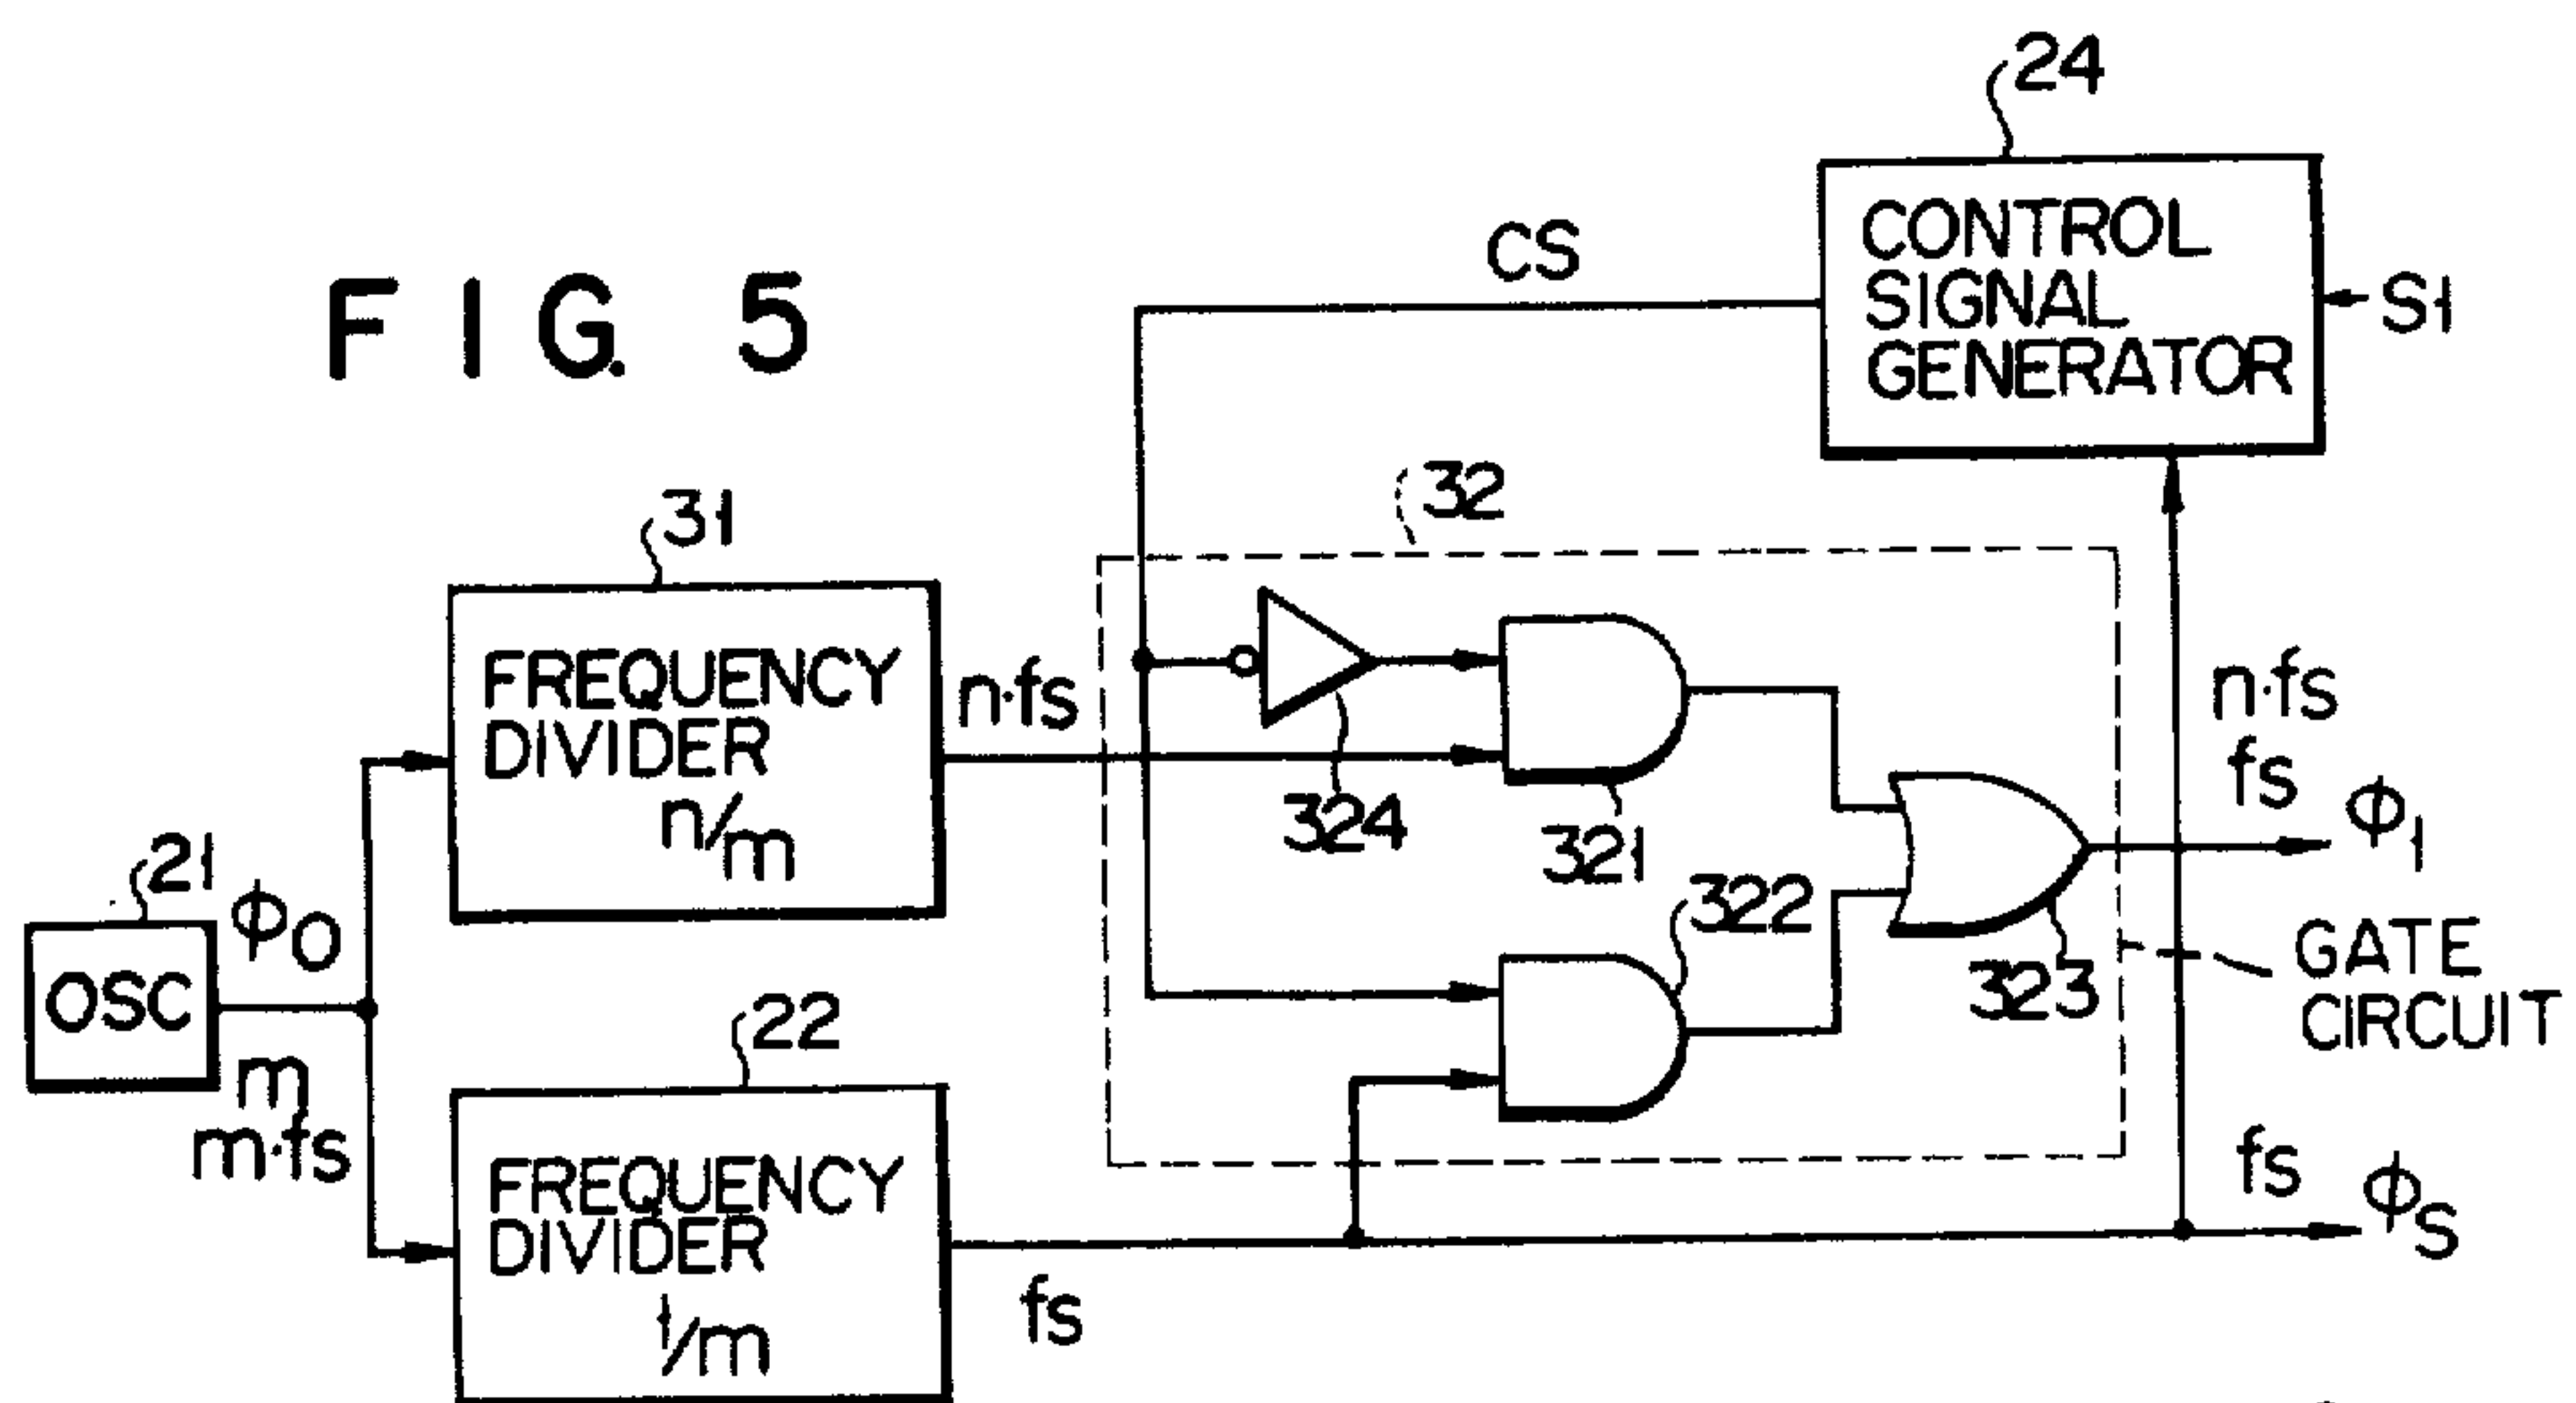 FIG. 5
24
CONTROL
SIGNAL
GENERATOR
S1
CS
32
31
FREQUENCY
DIVIDER
n/m
n·fs
324
321
322
323
n·fs
fs
ϕ1
GATE
CIRCUIT
21
OSC
ϕ0
m
m·fs
22
FREQUENCY
DIVIDER
1/m
fs
fs
ϕS